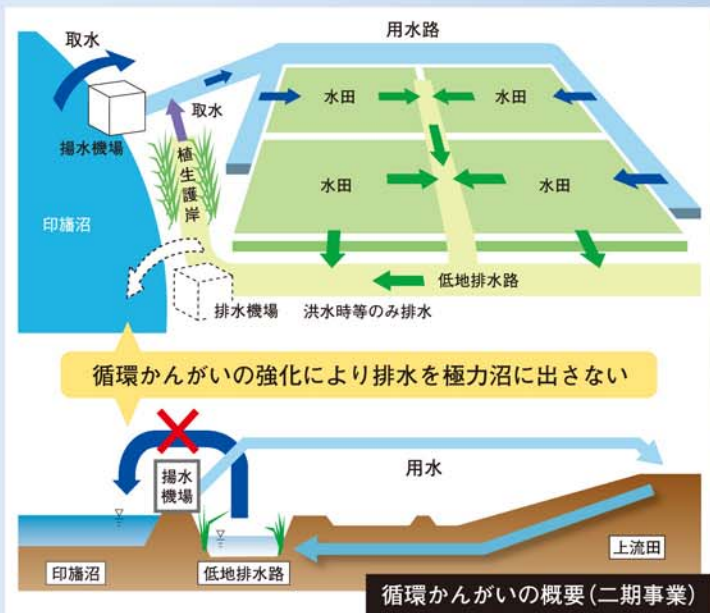 用水路
取水
水田
水田
取水
揚水機場
植生護岸
水田
水田
印旛沼
低地排水路
排水機場
洪水時等のみ排水
循環かんがいの強化により排水を極力沼に出さない
揚水
機場
用水
上流田
印旛沼
低地排水路
循環かんがいの概要(二期事業)